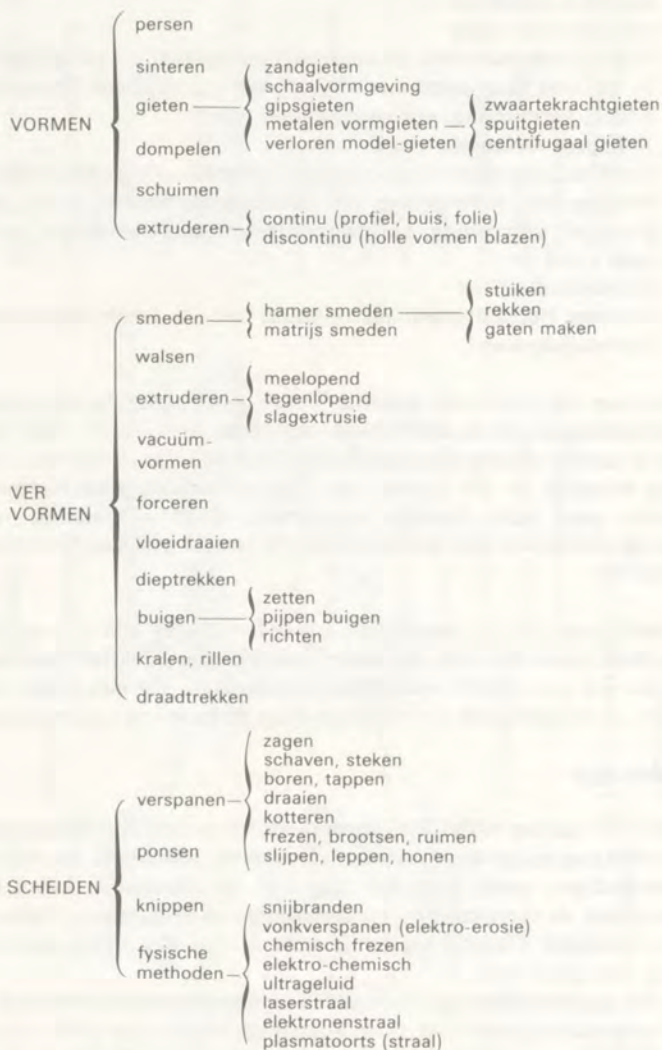 VORMEN
persen
sinteren
gieten
zandgieten
schaalvormgeving
gipsgieten
metalen vormgieten
verloren model-gieten
zwaartekrachtgieten
spuitgieten
centrifugaal gieten
dompelen
schuimen
extruderen
continu (profiel, buis, folie)
discontinu (holle vormen blazen)
VER
VORMEN
smeden
hamer smeden
matrijs smeden
stuiken
rekken
gaten maken
walsen
extruderen
meelopend
tegenlopend
slagextrusie
vacuüm-
vormen
forceren
vloeidraaien
dieptrekken
buigen
zetten
pijpen buigen
richten
kralen, rillen
draadtrekken
SCHEIDEN
verspanen
zagen
schaven, steken
boren, tappen
draaien
kotteren
frezen, brootsen, ruimen
slijpen, leppen, honen
ponsen
knippen
fysische
methoden
snijbranden
vonkverspanen (elektro-erosie)
chemisch frezen
elektro-chemisch
ultrageluid
laserstraal
elektronenstraal
plasmatoorts (straal)